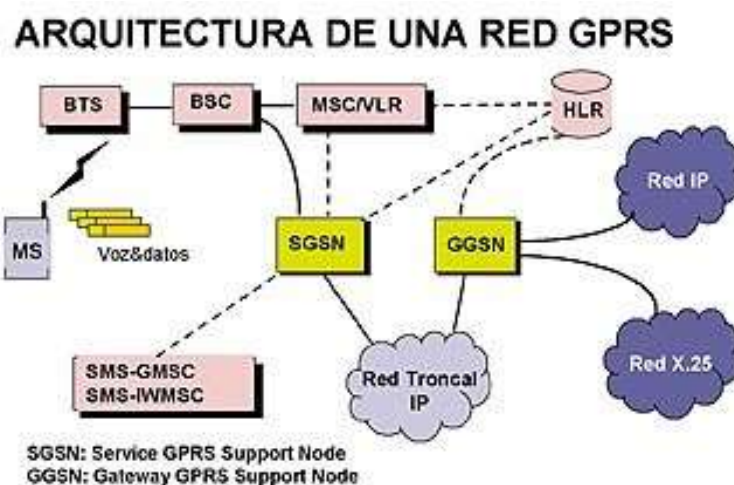 ARQUITECTURA DE UNA RED GPRS
BTS
BSC
MSC/VLR
HLR
Red IP
MS
Voz&datos
SGSN
GGSN
SMS-GMSC
SMS-IWMSC
Red Troncal
IP
Red X.25
SGSN: Service GPRS Support Node
GGSN: Gateway GPRS Support Node